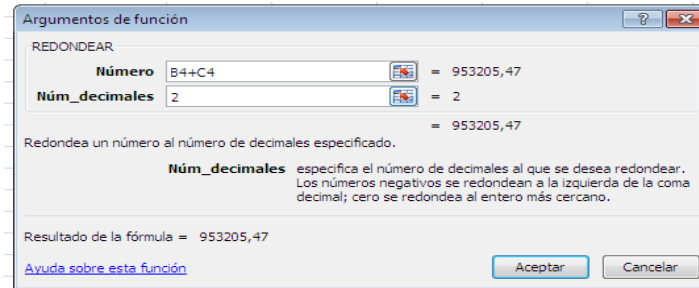 Argumentos de función
REDONDEAR
Número B4+C4 = 953205,47
Núm_decimales 2 = 2
= 953205,47
Redondea un número al número de decimales especificado.
Núm_decimales especifica el número de decimales al que se desea redondear.
Los números negativos se redondean a la izquierda de la coma
decimal; cero se redondea al entero más cercano.
Resultado de la fórmula = 953205,47
Ayuda sobre esta función Aceptar Cancelar